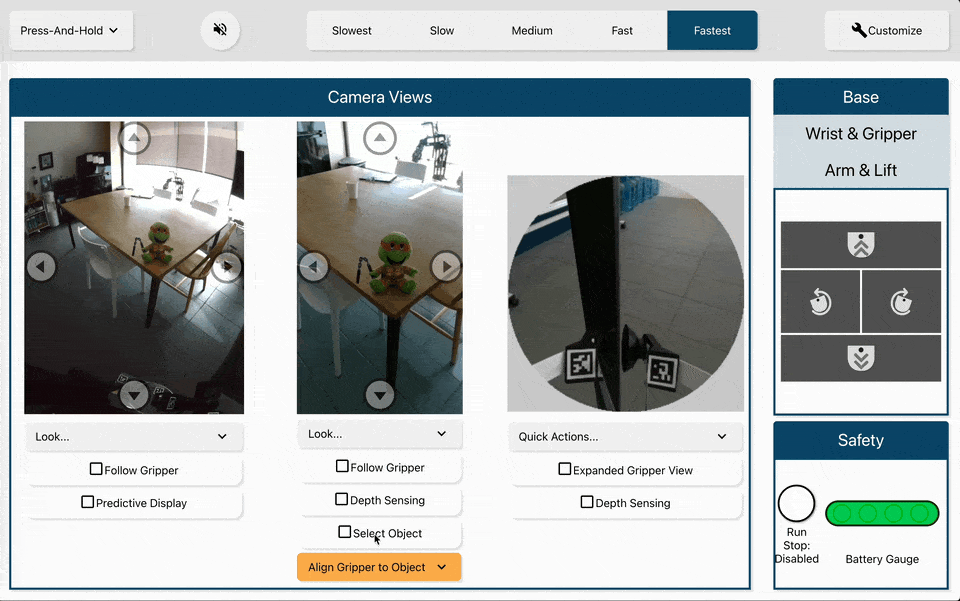 Press-And-Hold
Slowest
Slow
Medium
Fast
Fastest
Customize
Camera Views
Look...
Follow Gripper
Predictive Display
Look...
Follow Gripper
Depth Sensing
Select Object
Align Gripper to Object
Quick Actions...
Expanded Gripper View
Depth Sensing
Base
Wrist & Gripper
Arm & Lift
Safety
Run
Stop:
Disabled
Battery Gauge